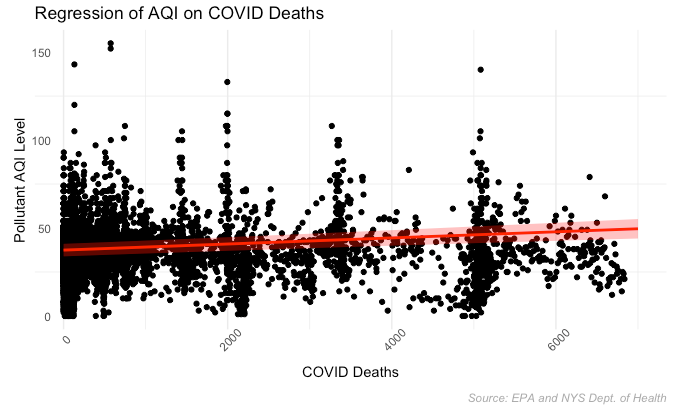 Regression of AQI on COVID Deaths
150
100
50
0
Pollutant AQI Level
0
2000
4000
6000
COVID Deaths
Source: EPA and NYS Dept. of Health